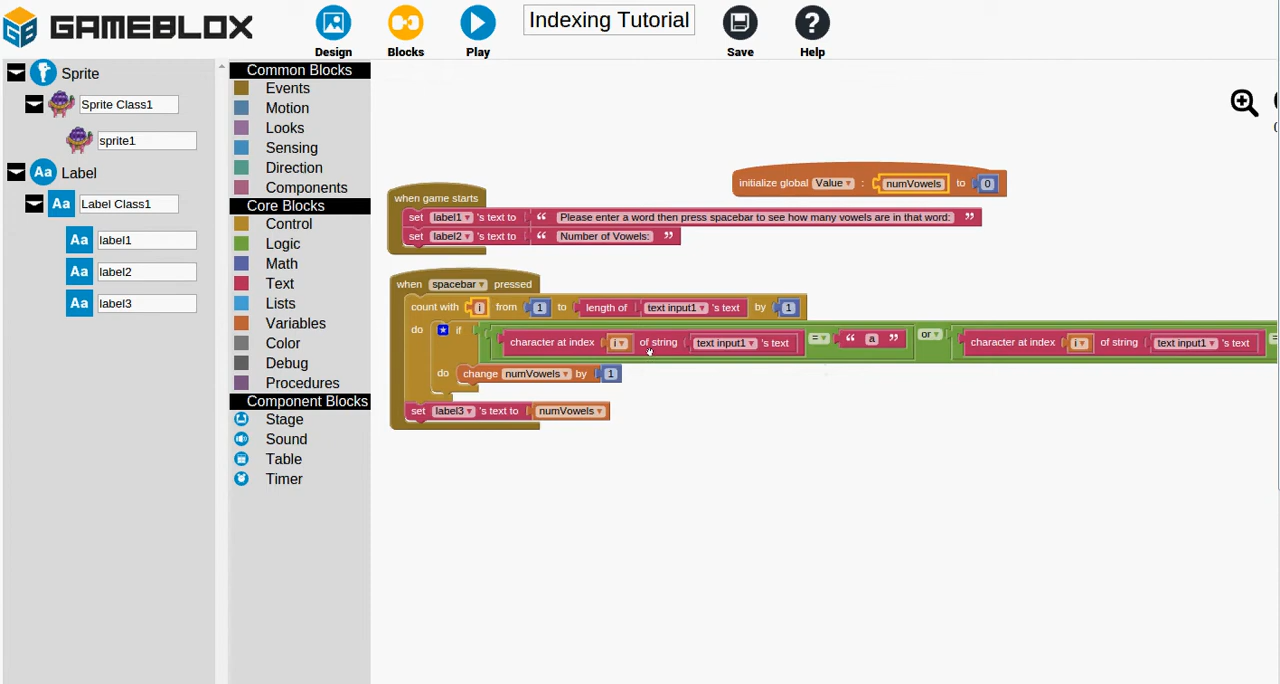 GAMEBLOX
Design
Blocks
Play
Indexing Tutorial
Save
Help
Sprite
Sprite Class1
sprite1
Aa Label
Aa Label Class1
Aa label1
Aa label2
Aa label3
Common Blocks
Events
Motion
Looks
Sensing
Direction
Components
Core Blocks
Control
Logic
Math
Text
Lists
Variables
Color
Debug
Procedures
Component Blocks
Stage
Sound
Table
Timer
initialize global Value : numVowels to 0
when game starts
set label1 's text to “ Please enter a word then press spacebar to see how many vowels are in that word: ”
set label2 's text to “ Number of Vowels: ”
when spacebar pressed
count with i from 1 to length of text input1 's text by 1
do if character at index i of string text input1 's text = “ a ” or character at index i of string text input1 's text =
do change numVowels by 1
set label3 's text to numVowels